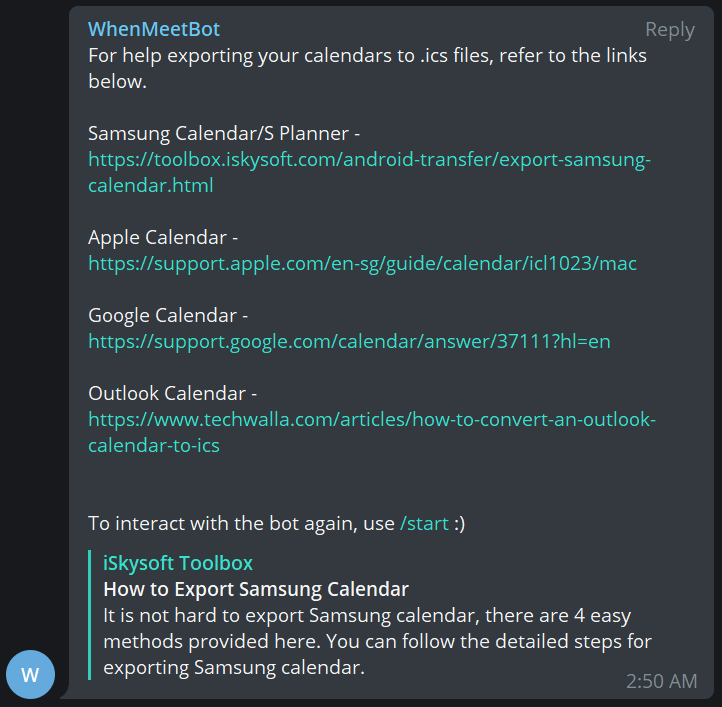 WhenMeetBot
Reply
For help exporting your calendars to .ics files, refer to the links
below.
Samsung Calendar/S Planner -
https://toolbox.iskysoft.com/android-transfer/export-samsung-
calendar.html
Apple Calendar -
https://support.apple.com/en-sg/guide/calendar/icl1023/mac
Google Calendar -
https://support.google.com/calendar/answer/37111?hl=en
Outlook Calendar -
https://www.techwalla.com/articles/how-to-convert-an-outlook-
calendar-to-ics
To interact with the bot again, use /start :)
iSkysoft Toolbox
How to Export Samsung Calendar
It is not hard to export Samsung calendar, there are 4 easy
methods provided here. You can follow the detailed steps for
exporting Samsung calendar.
W
2:50 AM